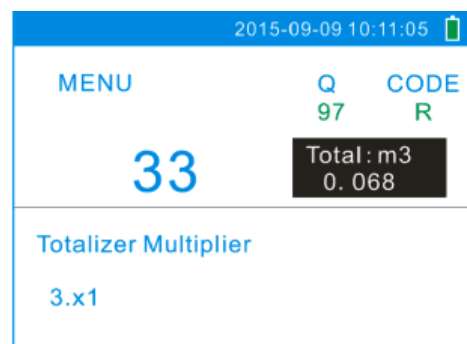 2015-09-09 10:11:05
MENU
Q
CODE
97
R
33
Total: m3
0. 068
Totalizer Multiplier
3.x1